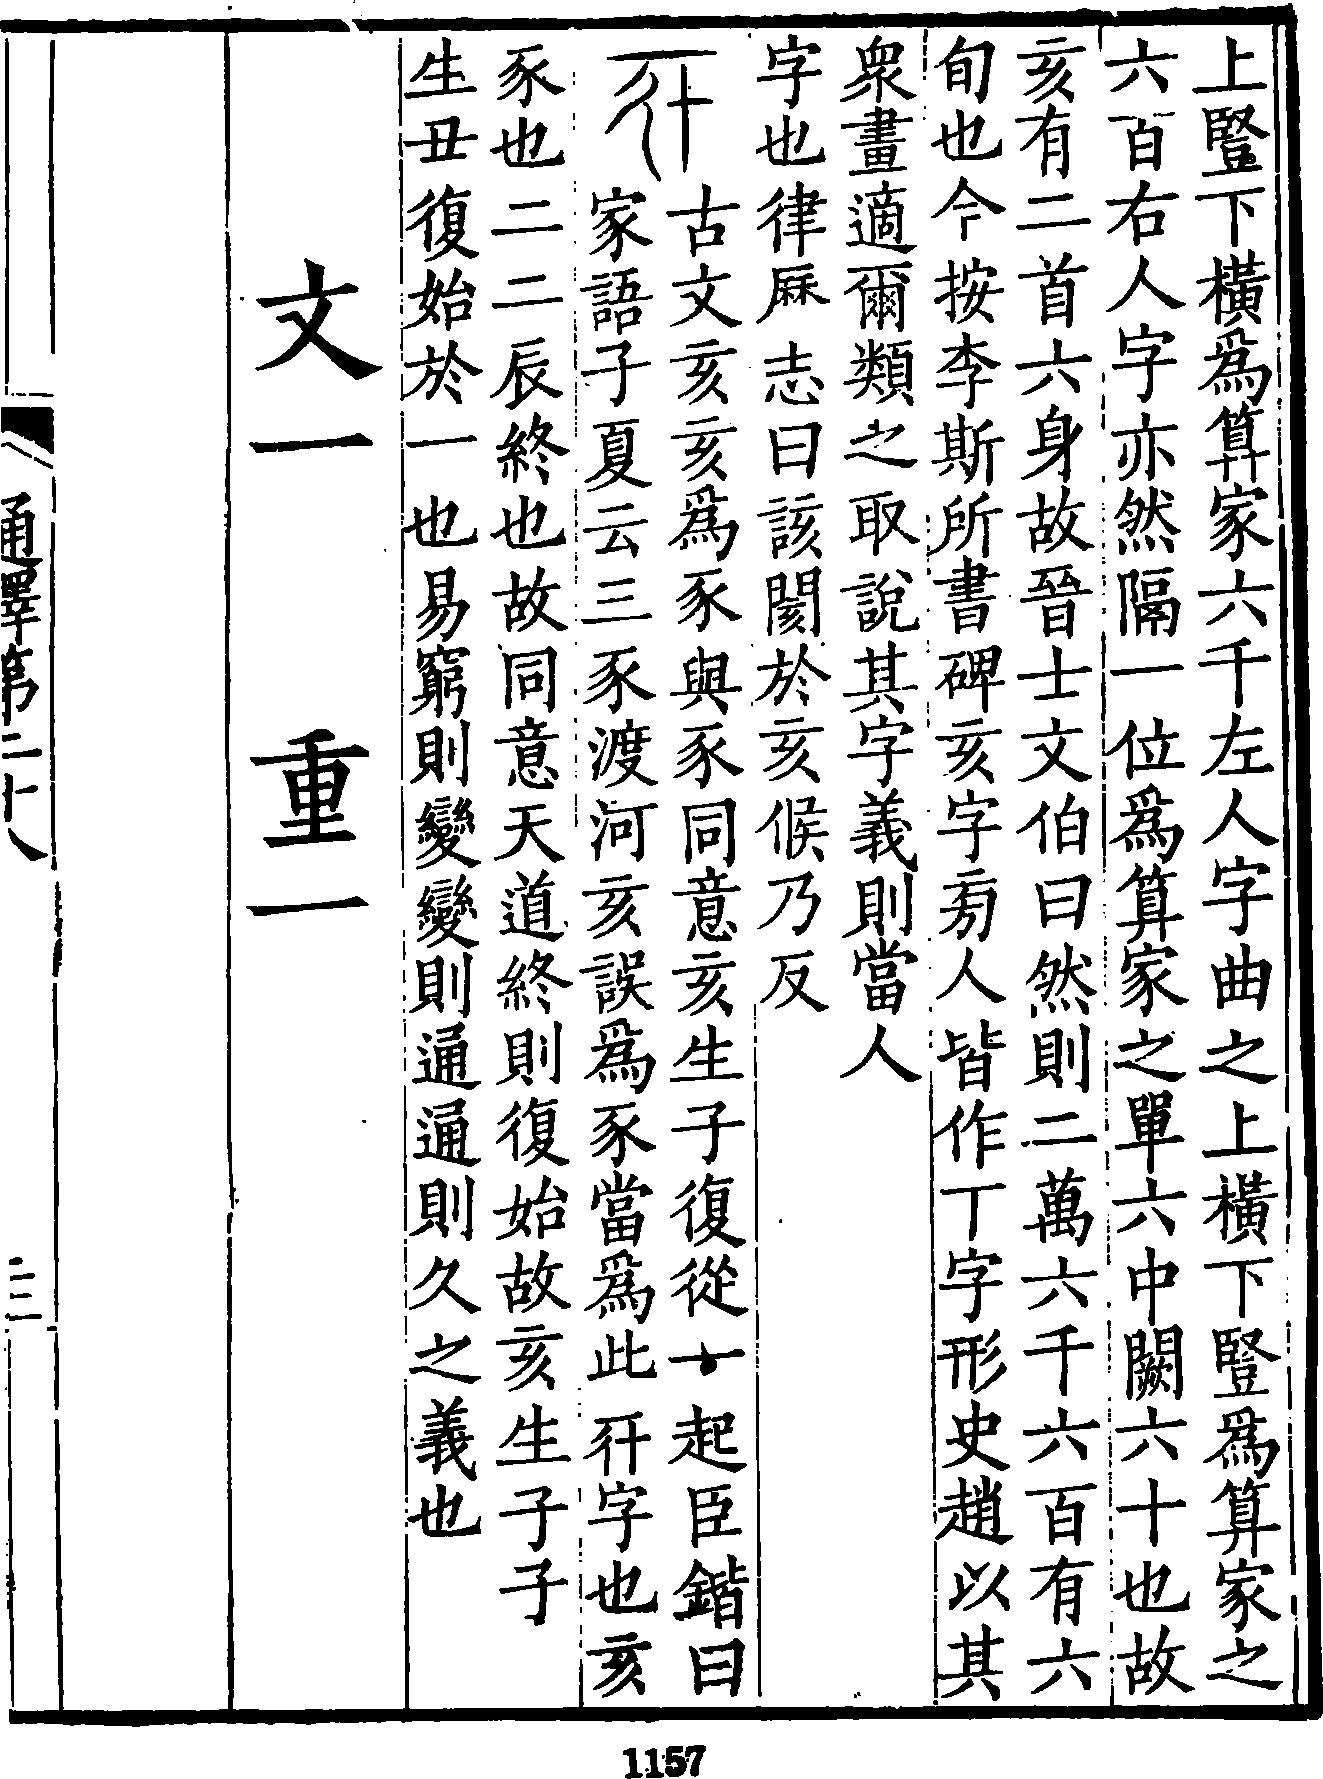 上豎下橫爲算家六千左人字曲之上橫下豎爲算家之
六百右人字亦然隔一位爲算家之單六中闕六十也故
亥有二首六身故晉士文伯曰然則二萬六千六百有六
旬也今按李斯所書碑亥字旁人皆作丅字形史趙以其
衆畫適爾類之取說其字義則當人
字也律厤志曰該閡於亥候乃反
古文亥亥爲豕與豕同意亥生子復從一起臣鍇曰
家語子夏云三豕渡河亥誤爲豕當爲此𠀬字也亥
豕也二二辰終也故同意天道終則復始故亥生子子
生丑復始於一也易窮則變變則通通則久之義也
文一 重一
通釋第二十八
三
1157